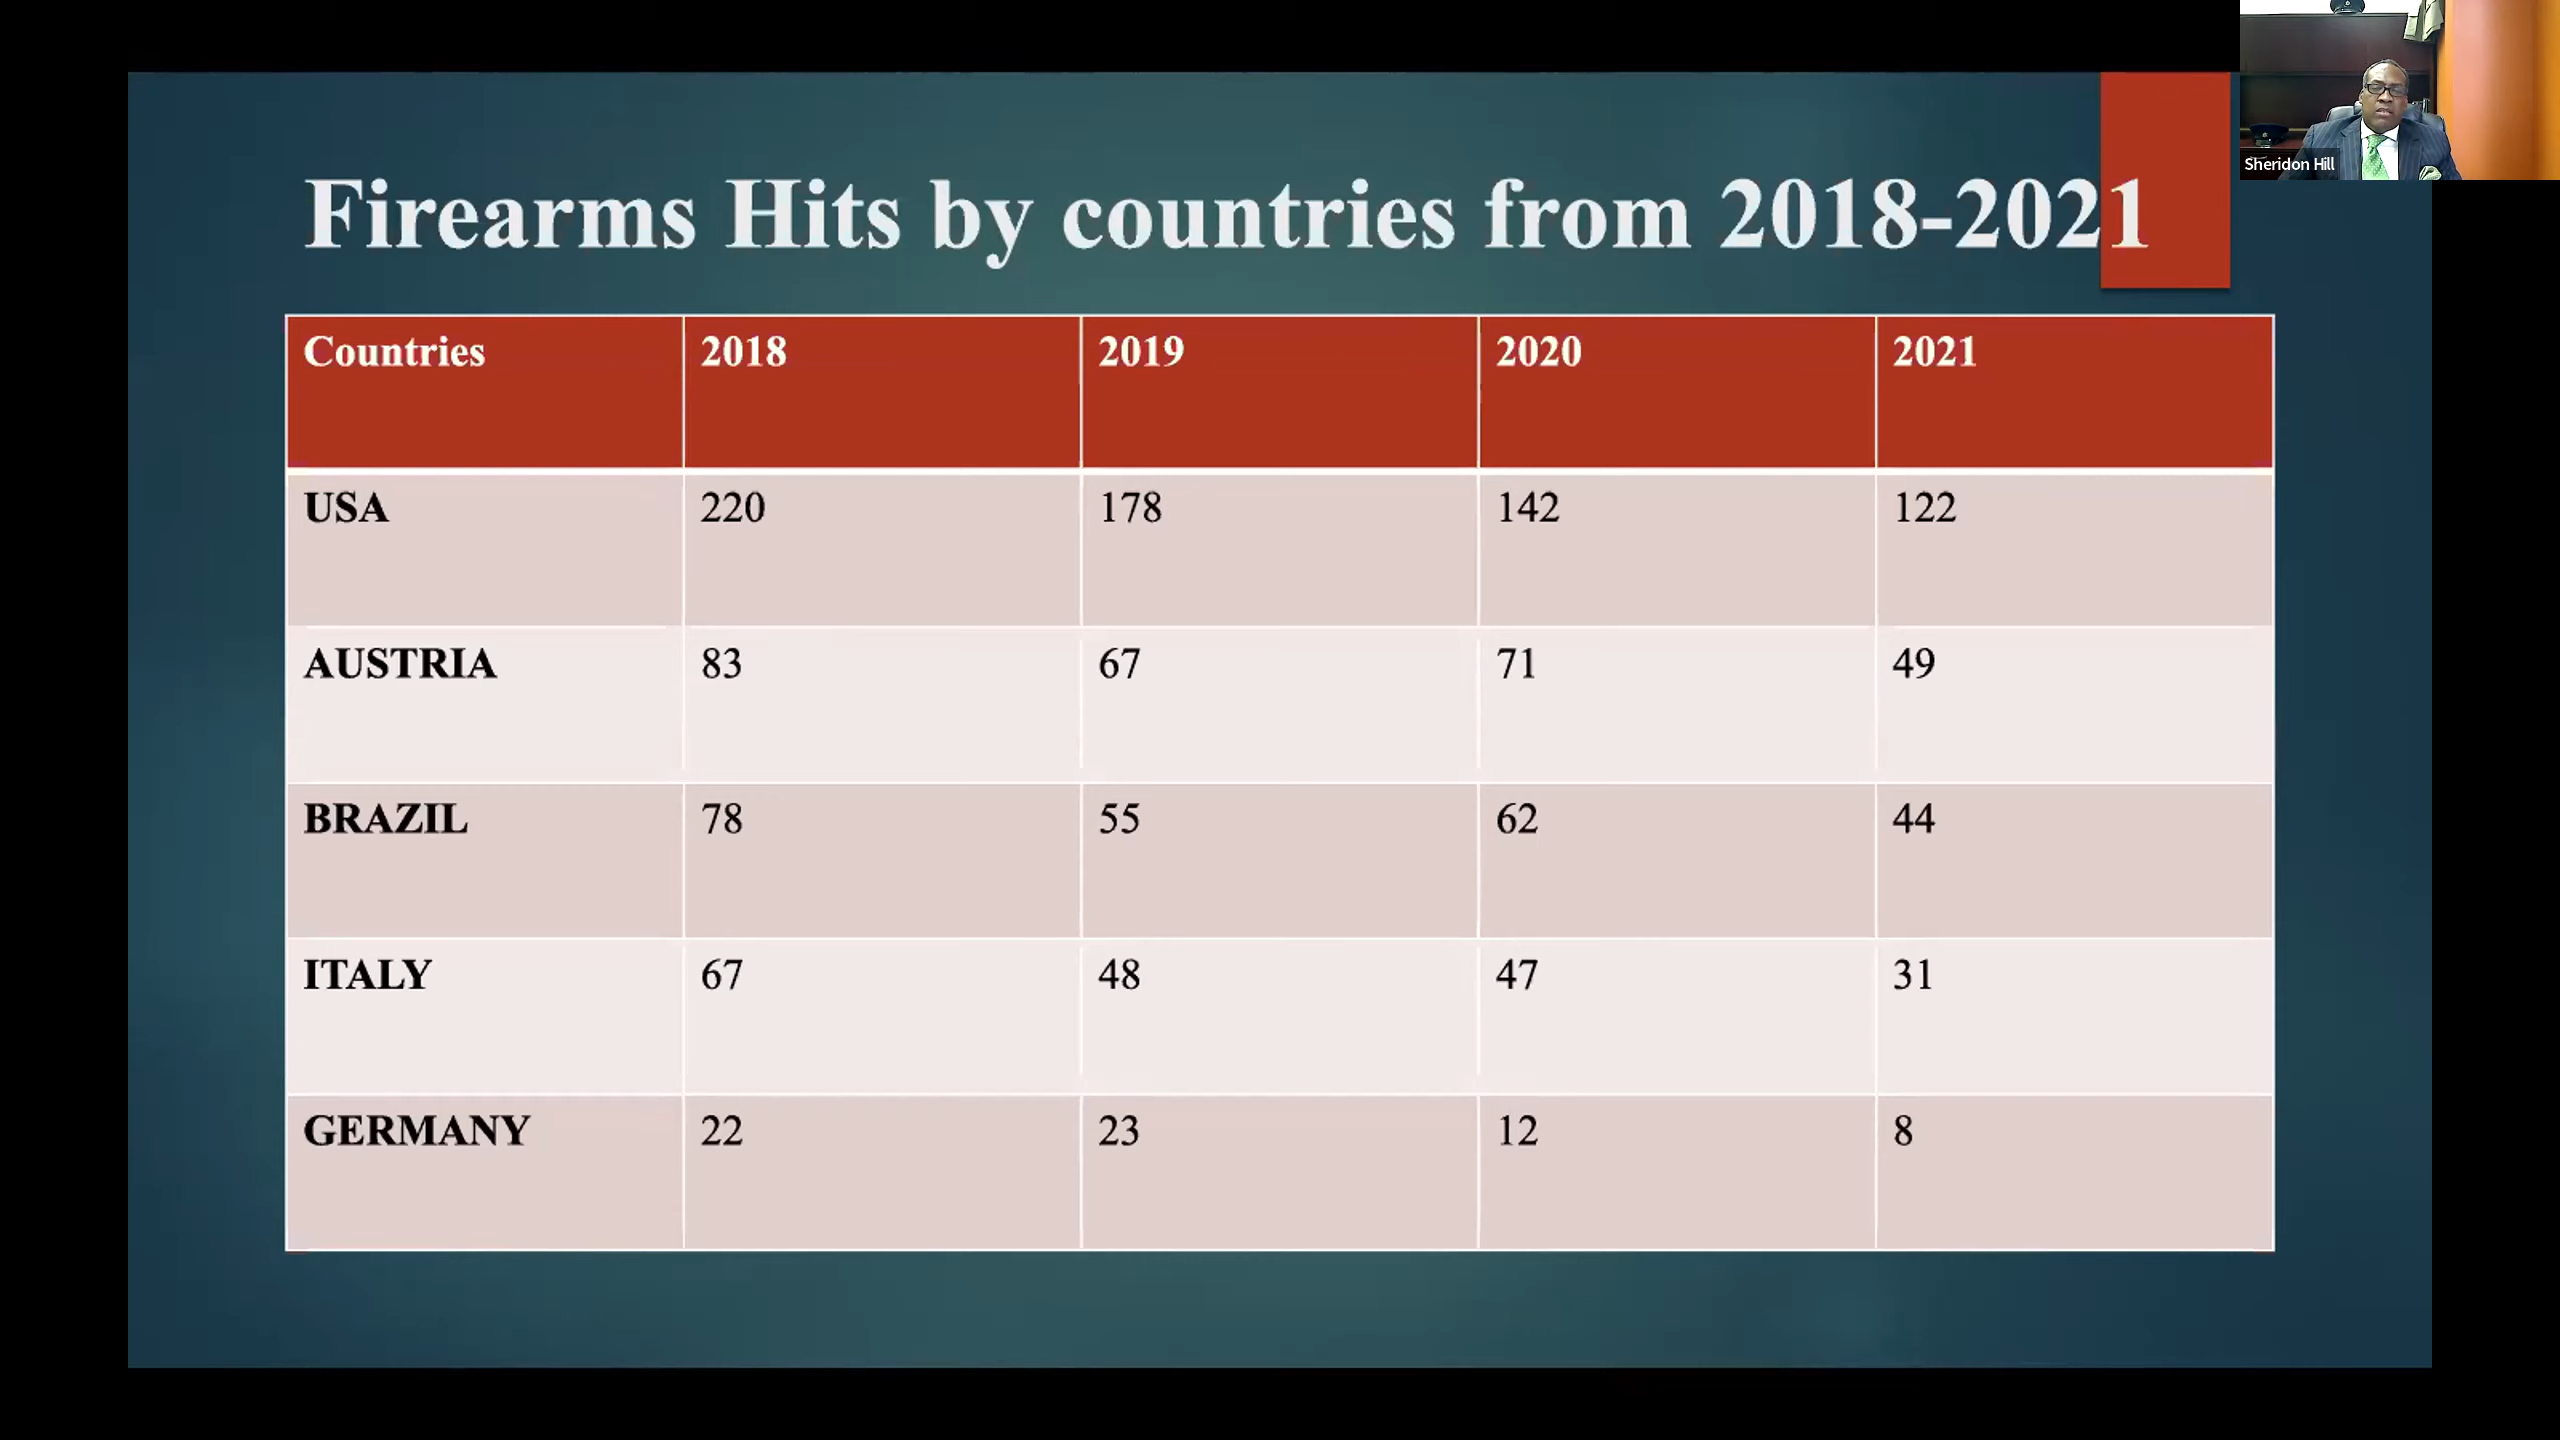 Sheridon Hill
Firearms Hits by countries from 2018-2021
Countries 2018 2019 2020 2021
USA 220 178 142 122
AUSTRIA 83 67 71 49
BRAZIL 78 55 62 44
ITALY 67 48 47 31
GERMANY 22 23 12 8